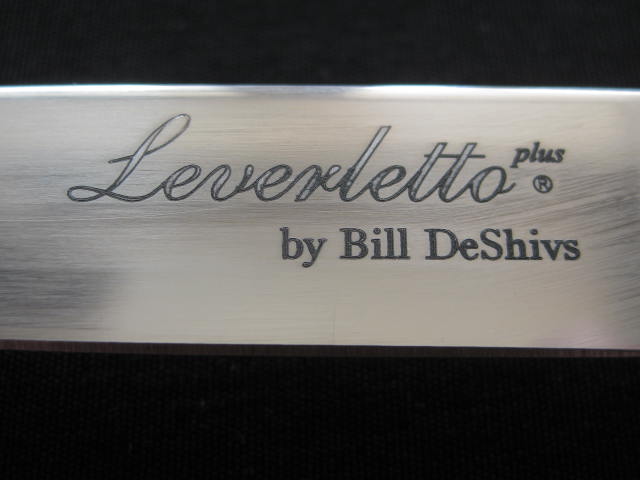 Leverletto plus ®
by Bill DeShivs